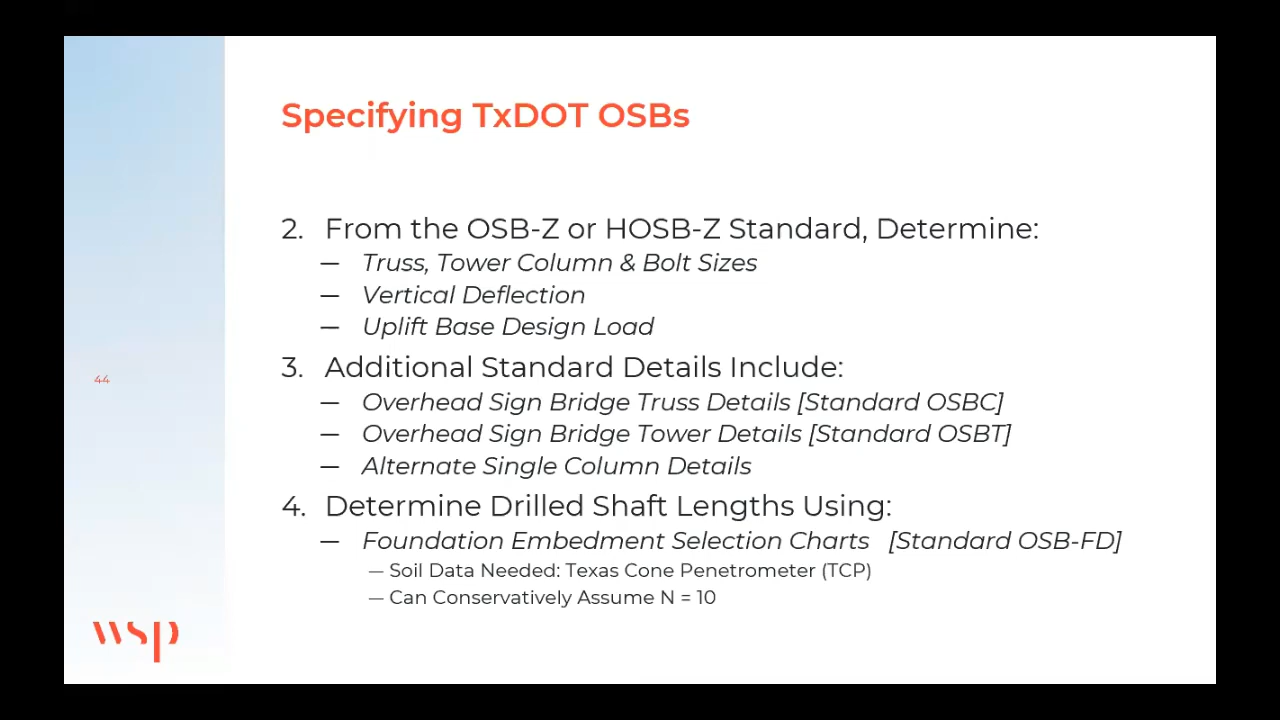 Specifying TxDOT OSBs
2. From the OSB-Z or HOSB-Z Standard, Determine:
— Truss, Tower Column & Bolt Sizes
— Vertical Deflection
— Uplift Base Design Load
3. Additional Standard Details Include:
— Overhead Sign Bridge Truss Details [Standard OSBC]
— Overhead Sign Bridge Tower Details [Standard OSBT]
— Alternate Single Column Details
4. Determine Drilled Shaft Lengths Using:
— Foundation Embedment Selection Charts [Standard OSB-FD]
— Soil Data Needed: Texas Cone Penetrometer (TCP)
— Can Conservatively Assume N = 10
44
wsp